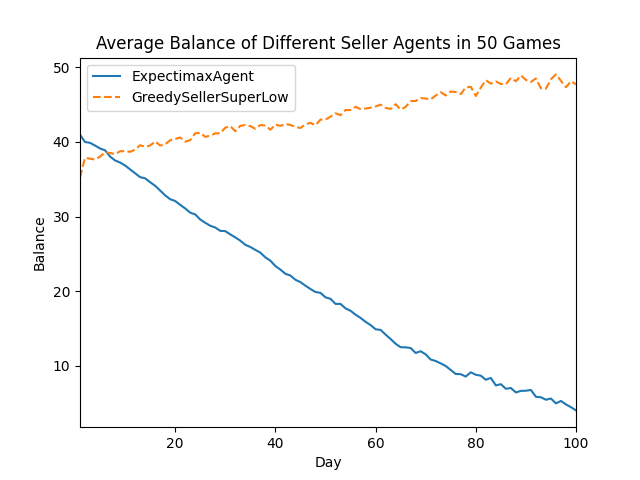 Average Balance of Different Seller Agents in 50 Games
ExpectimaxAgent
GreedySellerSuperLow
Balance
50
40
30
20
10
20
40
60
80
100
Day